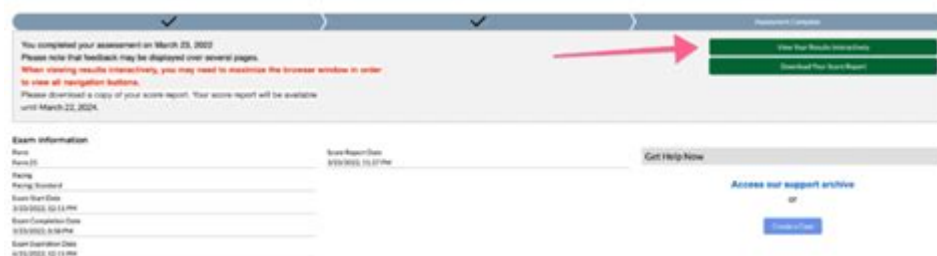 Assessment Complete
You completed your assessment on March 23, 2022
Please note that feedback may be displayed over several pages.
When viewing results interactively, you may need to maximize the browser window in order
to view all navigation buttons.
Please download a copy of your score report. Your score report will be available
until March 22, 2024.
View Your Results Interactively
Download Your Score Report
Exam Information
Form
Form 25
Pacing
Pacing: Standard
Exam Start Date
Exam Completion Date
Exam Expiration Date
Score Report Date
Get Help Now
Access our support archive
or
Create a Case